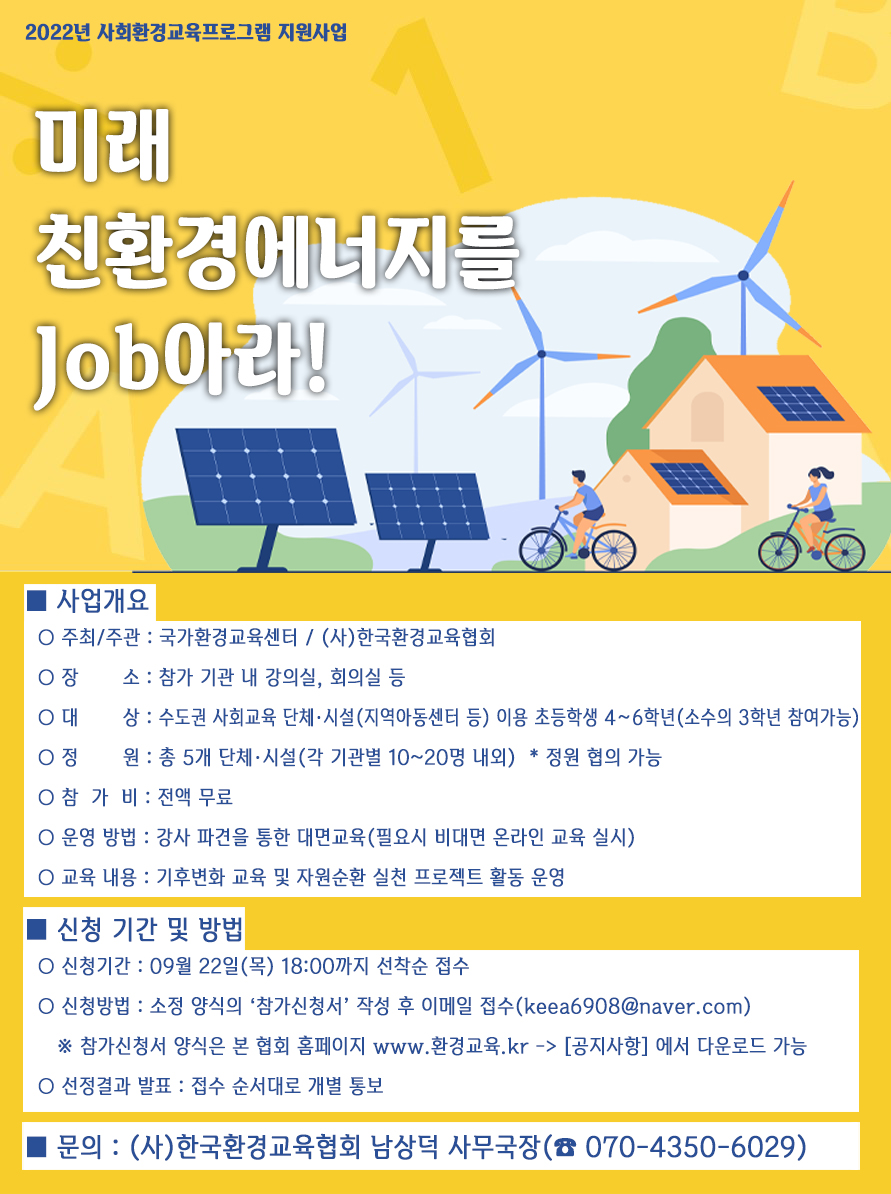 2022년 사회환경교육프로그램 지원사업
미래
친환경에너지를
Job아라!
■ 사업개요
○ 주최/주관 : 국가환경교육센터 / (사)한국환경교육협회
○ 장 소 : 참가 기관 내 강의실, 회의실 등
○ 대 상 : 수도권 사회교육 단체·시설(지역아동센터 등) 이용 초등학생 4~6학년(소수의 3학년 참여가능)
○ 정 원 : 총 5개 단체·시설(각 기관별 10~20명 내외) * 정원 협의 가능
○ 참 가 비 : 전액 무료
○ 운영 방법 : 강사 파견을 통한 대면교육(필요시 비대면 온라인 교육 실시)
○ 교육 내용 : 기후변화 교육 및 자원순환 실천 프로젝트 활동 운영
■ 신청 기간 및 방법
○ 신청기간 : 09월 22일(목) 18:00까지 선착순 접수
○ 신청방법 : 소정 양식의 ‘참가신청서’ 작성 후 이메일 접수(keea6908@naver.com)
※ 참가신청서 양식은 본 협회 홈페이지 www.환경교육.kr -> [공지사항] 에서 다운로드 가능
○ 선정결과 발표 : 접수 순서대로 개별 통보
■ 문의 : (사)한국환경교육협회 남상덕 사무국장(☎ 070-4350-6029)